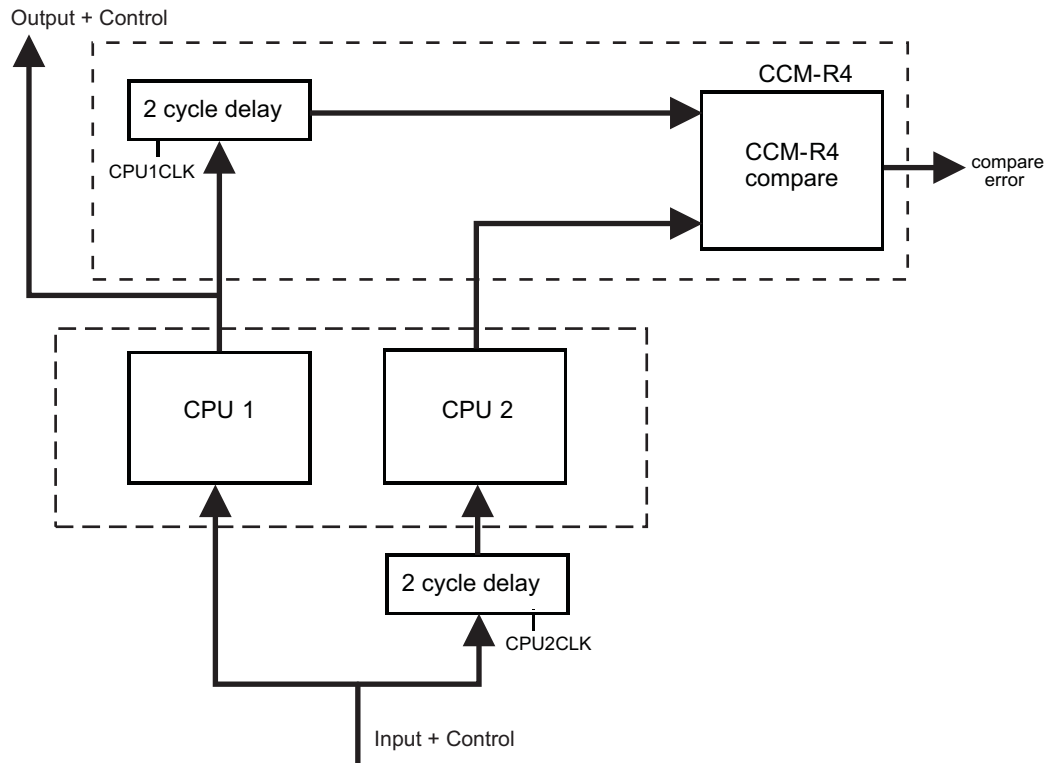 Output + Control
CCM-R4
2 cycle delay
CPU1CLK
CCM-R4
compare
compare
error
CPU 1
CPU 2
2 cycle delay
CPU2CLK
Input + Control